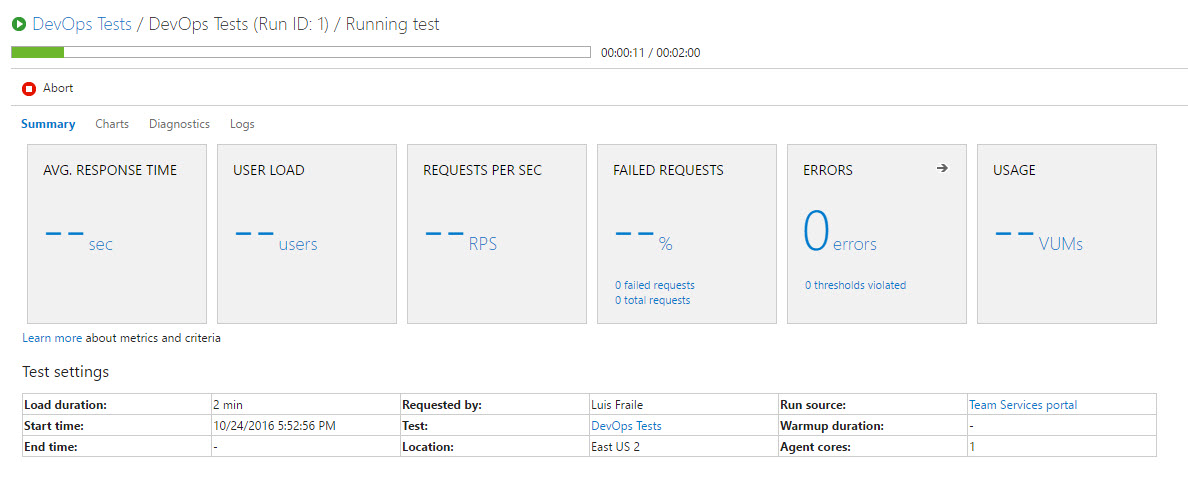 DevOps Tests / DevOps Tests (Run ID: 1) / Running test
00:00:11 / 00:02:00
Abort
Summary Charts Diagnostics Logs
AVG. RESPONSE TIME
-- sec
USER LOAD
-- users
REQUESTS PER SEC
-- RPS
FAILED REQUESTS
-- %
0 failed requests
0 total requests
ERRORS →
0 errors
0 thresholds violated
USAGE
-- VUMs
Learn more about metrics and criteria
Test settings
Load duration: 2 min Requested by: Luis Fraile Run source: Team Services portal
Start time: 10/24/2016 5:52:56 PM Test: DevOps Tests Warmup duration: -
End time: - Location: East US 2 Agent cores: 1